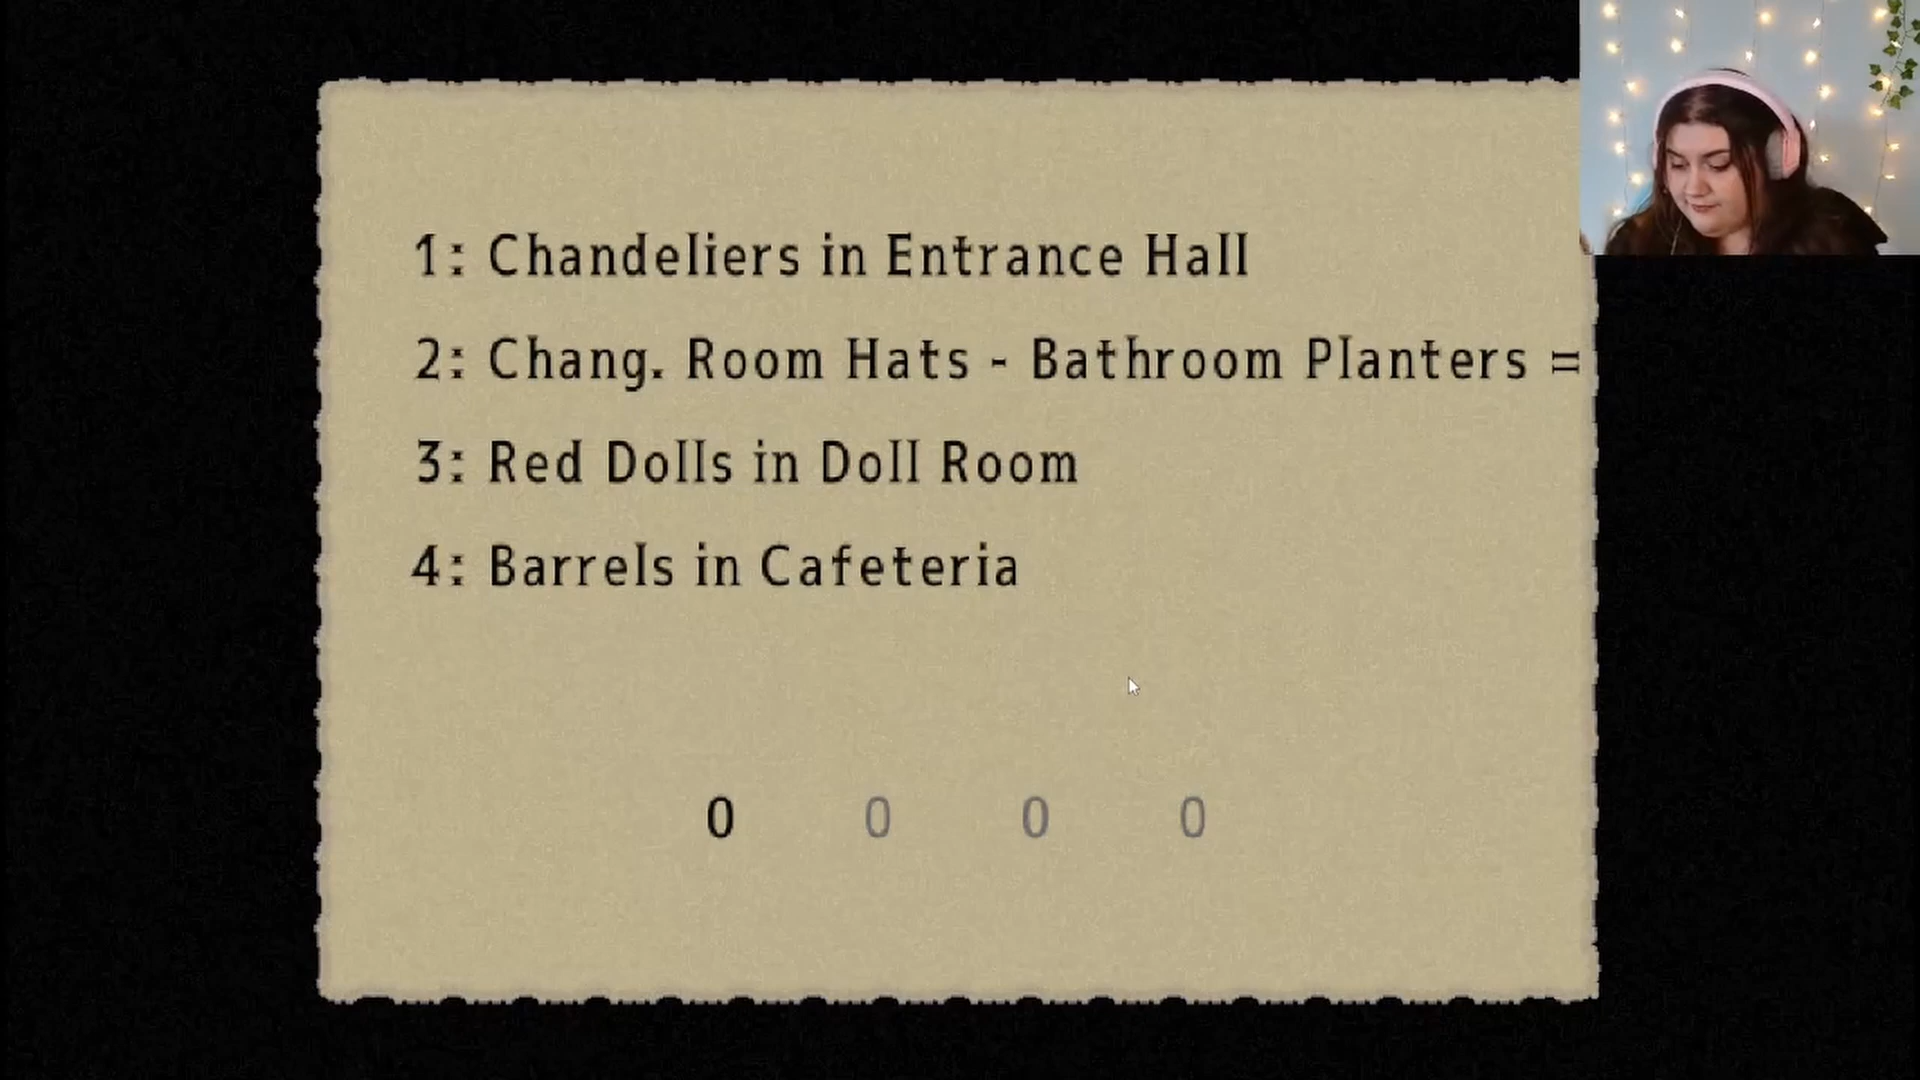 1: Chandeliers in Entrance Hall
2: Chang. Room Hats - Bathroom Planters =
3: Red Dolls in Doll Room
4: Barrels in Cafeteria
0 0 0 0